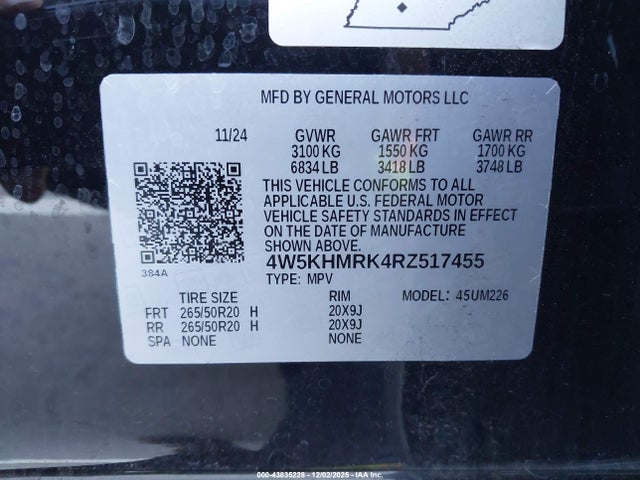 MFD BY GENERAL MOTORS LLC
11/24 GVWR GAWR FRT GAWR RR
3100 KG 1550 KG 1700 KG
6834 LB 3418 LB 3748 LB
THIS VEHICLE CONFORMS TO ALL
APPLICABLE U.S. FEDERAL MOTOR
VEHICLE SAFETY STANDARDS IN EFFECT
ON THE DATE OF MANUFACTURE
SHOWN ABOVE.
384A
4W5KHMRK4RZ517455
TYPE: MPV
TIRE SIZE RIM MODEL: 45UM226
FRT 265/50R20 H 20X9J
RR 265/50R20 H 20X9J
SPA NONE NONE
000-43835228 - 12/02/2025 - IAA Inc.